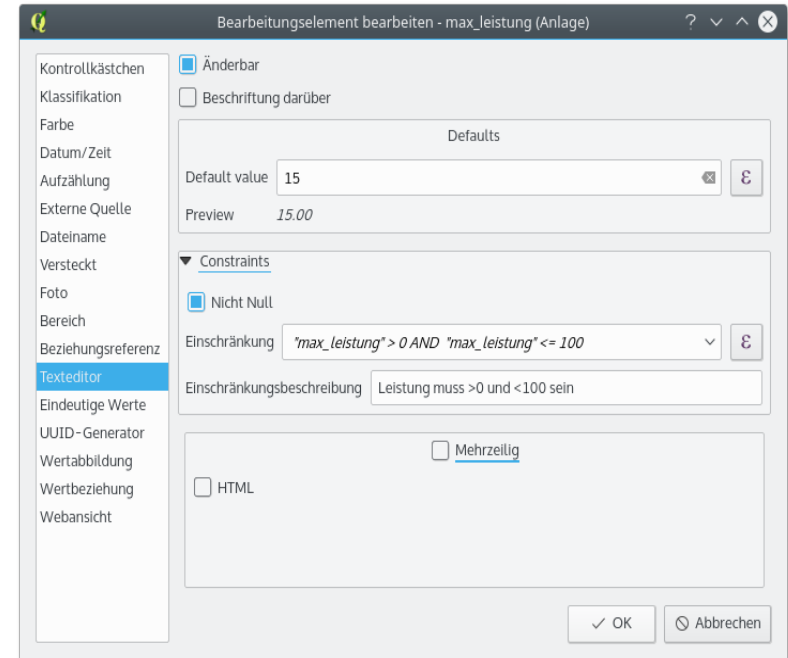 Bearbeitungselement bearbeiten - max_leistung (Anlage)
Kontrollkästchen
Klassifikation
Farbe
Datum/Zeit
Aufzählung
Externe Quelle
Dateiname
Versteckt
Foto
Bereich
Beziehungsreferenz
Texteditor
Eindeutige Werte
UUID-Generator
Wertabbildung
Wertbeziehung
Webansicht
Änderbar
Beschriftung darüber
Defaults
Default value 15 ε
Preview 15.00
Constraints
Nicht Null
Einschränkung "max_leistung" > 0 AND "max_leistung" <= 100 ε
Einschränkungsbeschreibung Leistung muss >0 und <100 sein
Mehrzeilig
HTML
OK Abbrechen